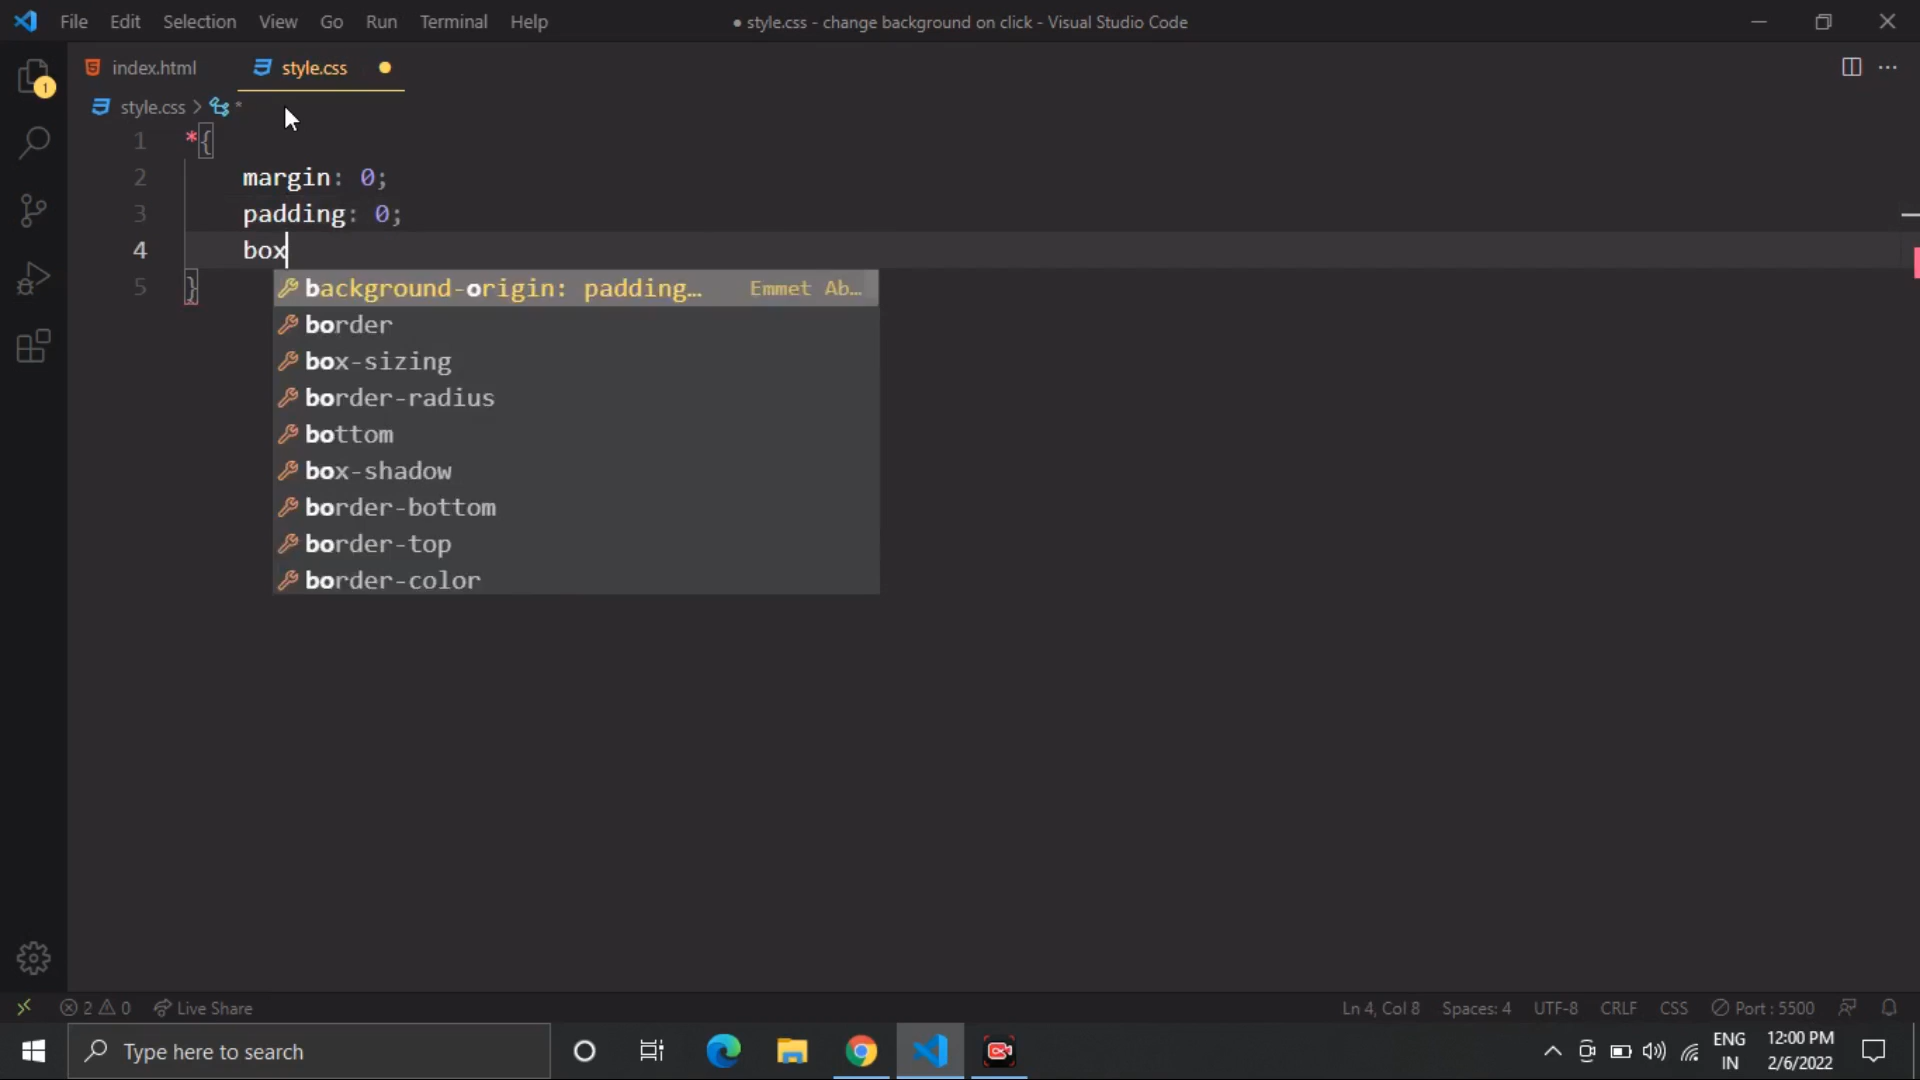 File Edit Selection View Go Run Terminal Help
● style.css - change background on click - Visual Studio Code
1
index.html
style.css
style.css > *
1 *{
2 margin: 0;
3 padding: 0;
4 box
5 }
background-origin: padding… Emmet Ab…
border
box-sizing
border-radius
bottom
box-shadow
border-bottom
border-top
border-color
2 0 Live Share
Ln 4, Col 8 Spaces: 4 UTF-8 CRLF CSS Port : 5500
Type here to search
ENG
IN
12:00 PM
2/6/2022